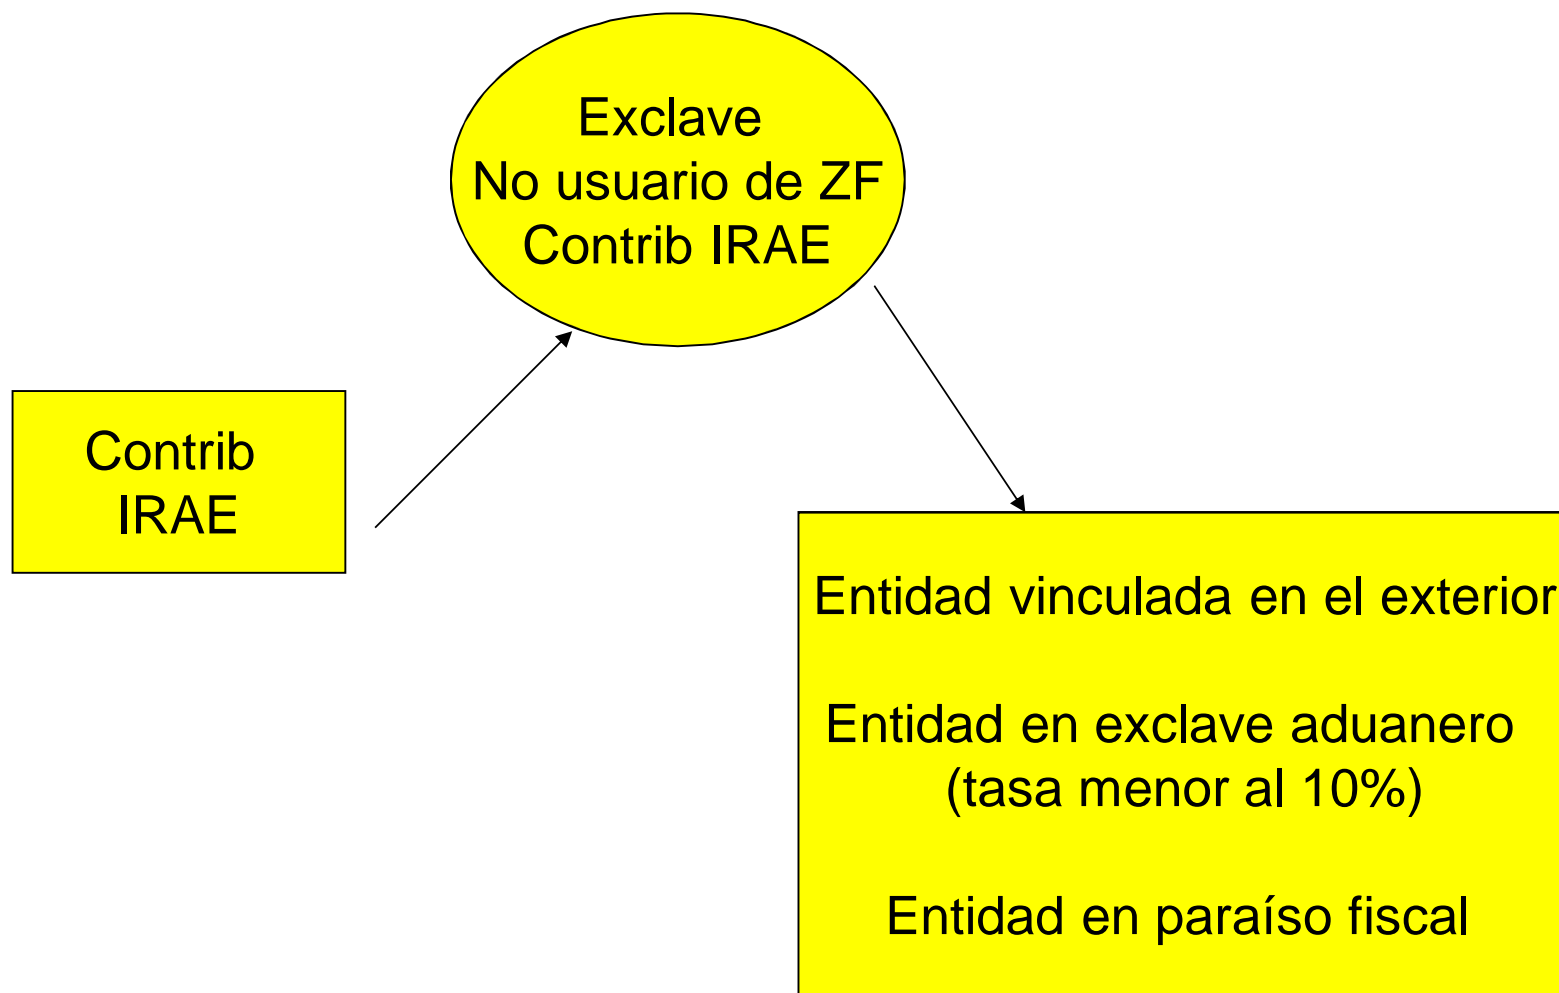 Exclave
No usuario de ZF
Contrib IRAE
Contrib
IRAE
Entidad vinculada en el exterior
Entidad en exclave aduanero
(tasa menor al 10%)
Entidad en paraíso fiscal